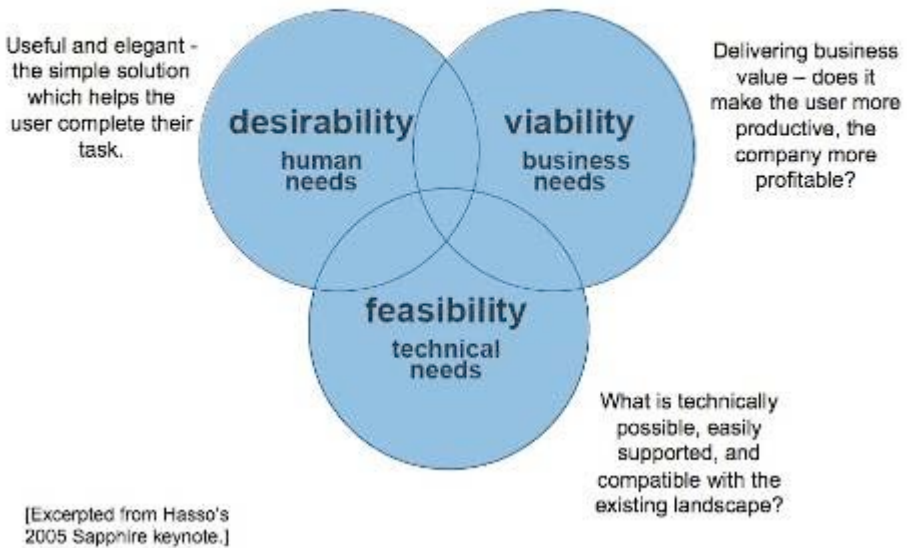 Useful and elegant -
the simple solution
which helps the
user complete their
task.
desirability
human
needs
viability
business
needs
Delivering business
value – does it
make the user more
productive, the
company more
profitable?
feasibility
technical
needs
What is technically
possible, easily
supported, and
compatible with the
existing landscape?
[Excerpted from Hasso's
2005 Sapphire keynote.]